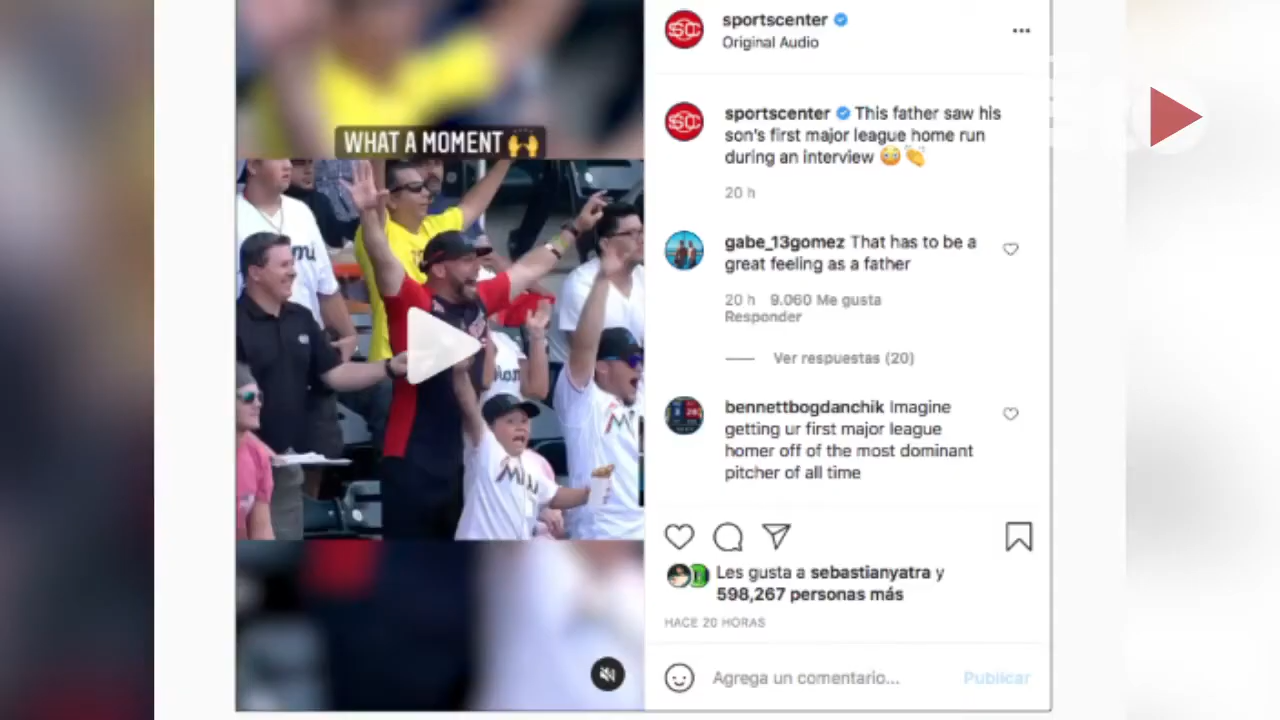 sportscenter
Original Audio
WHAT A MOMENT 🙌
sportscenter This father saw his
son's first major league home run
during an interview 😳👏
20 h
gabe_13gomez That has to be a
great feeling as a father
20 h 9.060 Me gusta
Responder
Ver respuestas (20)
bennettbogdanchik Imagine
getting ur first major league
homer off of the most dominant
pitcher of all time
Les gusta a sebastianyatra y
598,267 personas más
HACE 20 HORAS
Agrega un comentario... Publicar